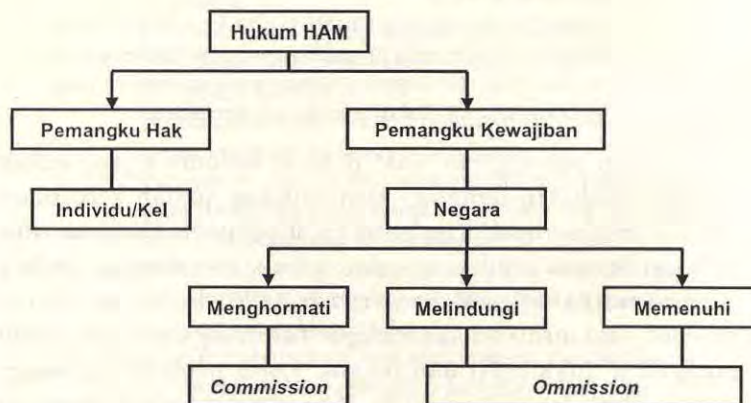 Hukum HAM
Pemangku Hak
Pemangku Kewajiban
Individu/Kel
Negara
Menghormati
Melindungi
Memenuhi
Commission
Ommission